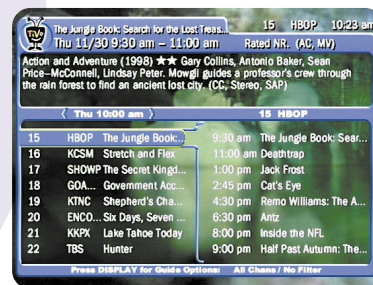 TiVo
The Jungle Book: Search for the Lost Treas... 15 HBOP 10:23 am
Thu 11/30 9:30 am – 11:00 am Rated NR. (AC, MV)
Action and Adventure (1998) ★★ Gary Collins, Antonio Baker, Sean
Price-McConnell, Lindsay Peter. Mowgli guides a professor's crew through
the rain forest to find an ancient lost city. (CC, Stereo, SAP)
⟨ Thu 10:00 am ⟩ 15 HBOP
15 HBOP The Jungle Book:.. 9:30 am The Jungle Book: Sear...
16 KCSM Stretch and Flex 11:00 am Deathtrap
17 SHOWP The Secret Kingd... 1:00 pm Jack Frost
18 GOA... Government Acc... 2:45 pm Cat's Eye
19 KTNC Shepherd's Cha... 4:30 pm Remo Williams: The A...
20 ENCO... Six Days, Seven ... 6:30 pm Antz
21 KKPX Lake Tahoe Today 8:00 pm Inside the NFL
22 TBS Hunter 9:00 pm Half Past Autumn: The...
Press DISPLAY for Guide Options: All Chans / No Filter